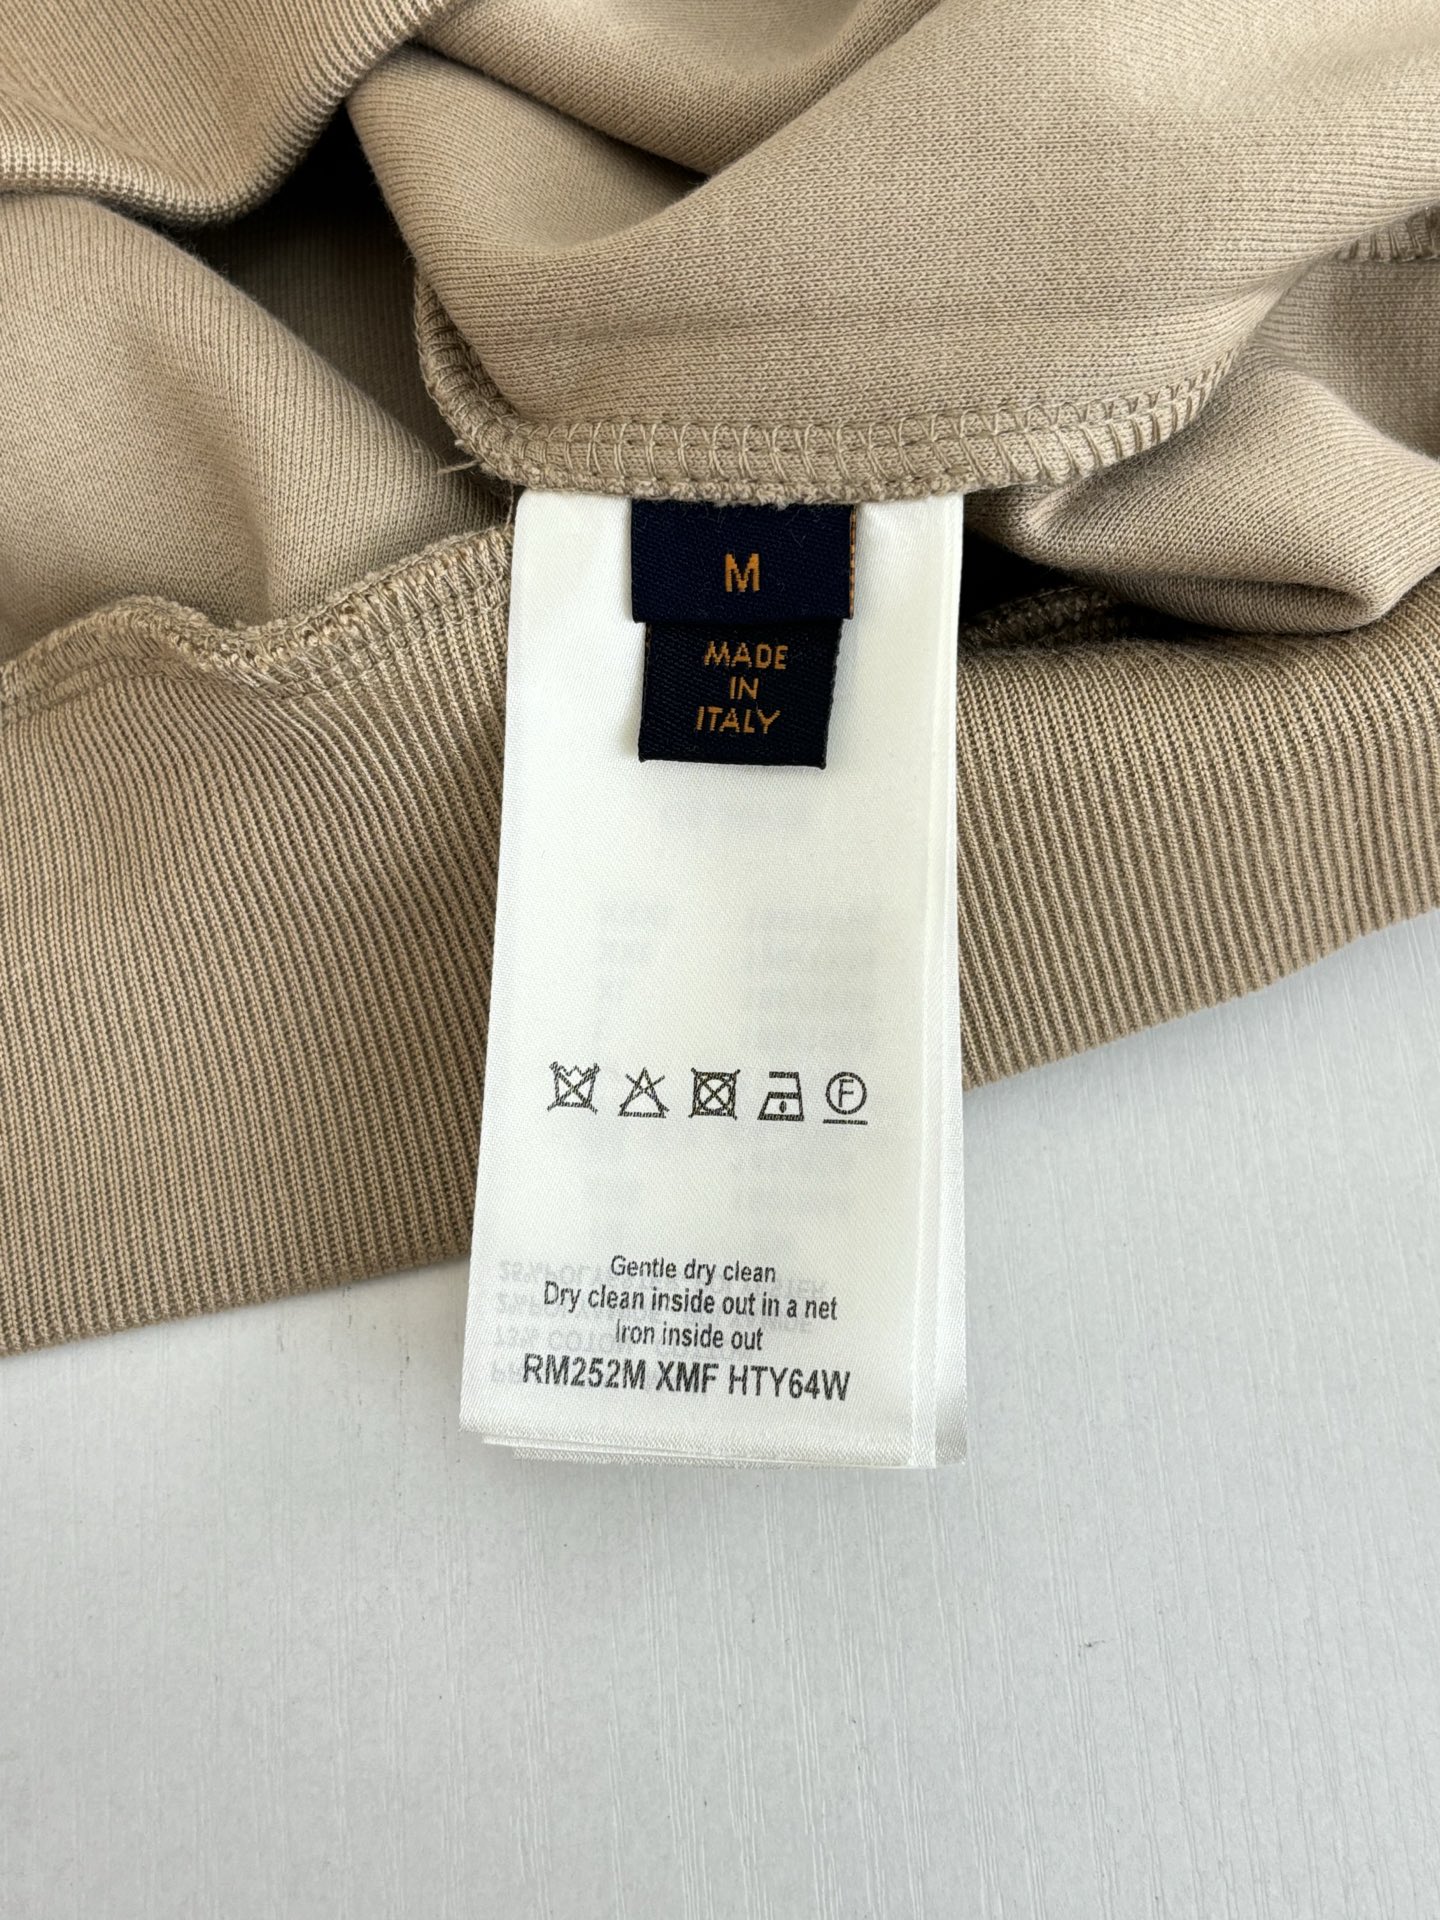 M
MADE
IN
ITALY
F
Gentle dry clean
Dry clean inside out in a net
Iron inside out
RM252M XMF HTY64W